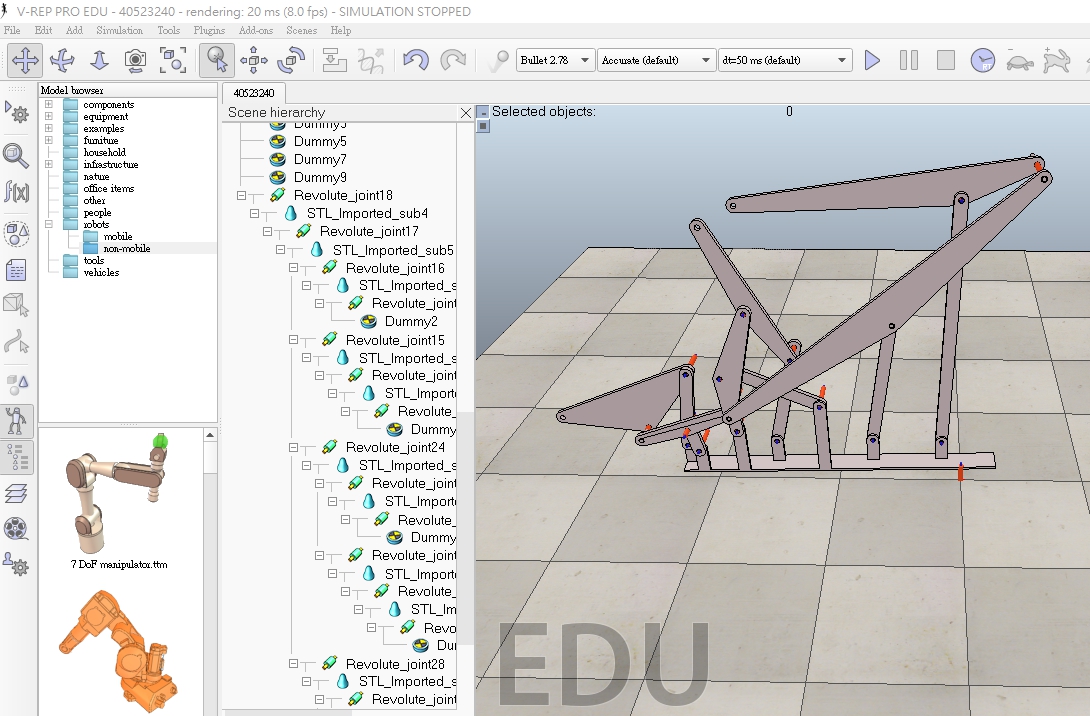 V-REP PRO EDU - 40523240 - rendering: 20 ms (8.0 fps) - SIMULATION STOPPED
File Edit Add Simulation Tools Plugins Add-ons Scenes Help
Bullet 2.78 Accurate (default) dt=50 ms (default) RT
Model browser
components
equipment
examples
furniture
household
infrastructure
nature
office items
other
people
robots
mobile
non-mobile
tools
vehicles
f(x)
7 DoF manipulator.ttm
40523240
Scene hierarchy
Dummy5
Dummy7
Dummy9
Revolute_joint18
STL_Imported_sub4
Revolute_joint17
STL_Imported_sub5
Revolute_joint16
STL_Imported_s
Revolute_joint
Dummy2
Revolute_joint15
STL_Imported_s
Revolute_joint
STL_Import
Revolute_
Dummy
Revolute_joint24
STL_Imported_s
Revolute_joint
STL_Import
Revolute_
Dummy
Revolute_joint
STL_Import
Revolute_
STL_Im
Revo
Du
Revolute_joint28
STL_Imported_s
Revolute_joint
Selected objects: 0
EDU